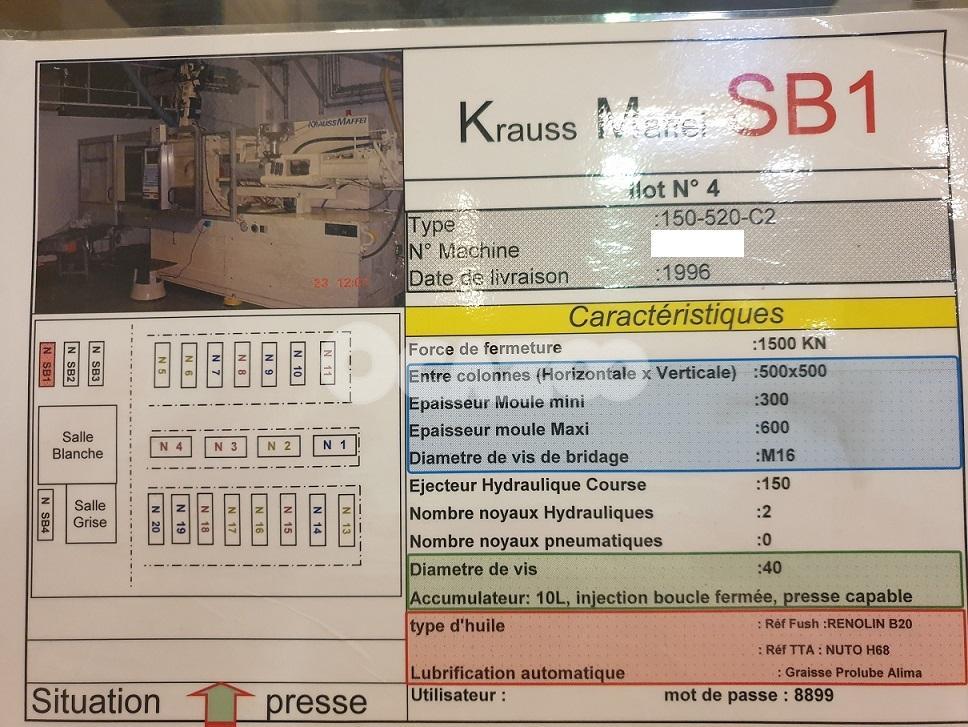 Krauss Maffei SB1
KRAUSSMAFFEI
23 12:0
ilot N° 4
Type :150-520-C2
N° Machine
Date de livraison :1996
Caractéristiques
Force de fermeture :1500 KN
Entre colonnes (Horizontale x Verticale) :500x500
Epaisseur Moule mini :300
Epaisseur moule Maxi :600
Diametre de vis de bridage :M16
Ejecteur Hydraulique Course :150
Nombre noyaux Hydrauliques :2
Nombre noyaux pneumatiques :0
Diametre de vis :40
Accumulateur: 10L, injection boucle fermée, presse capable
type d'huile : Réf Fush :RENOLIN B20
: Réf TTA : NUTO H68
Lubrification automatique : Graisse Prolube Alima
Utilisateur : mot de passe : 8899
N SB1
N SB2
N SB3
N 5
N 6
N 7
N 8
N 9
N 10
N 11
Salle
Blanche
N 4
N 3
N 2
N 1
N SB4
Salle
Grise
N 20
N 19
N 18
N 17
N 16
N 15
N 14
N 13
Situation presse